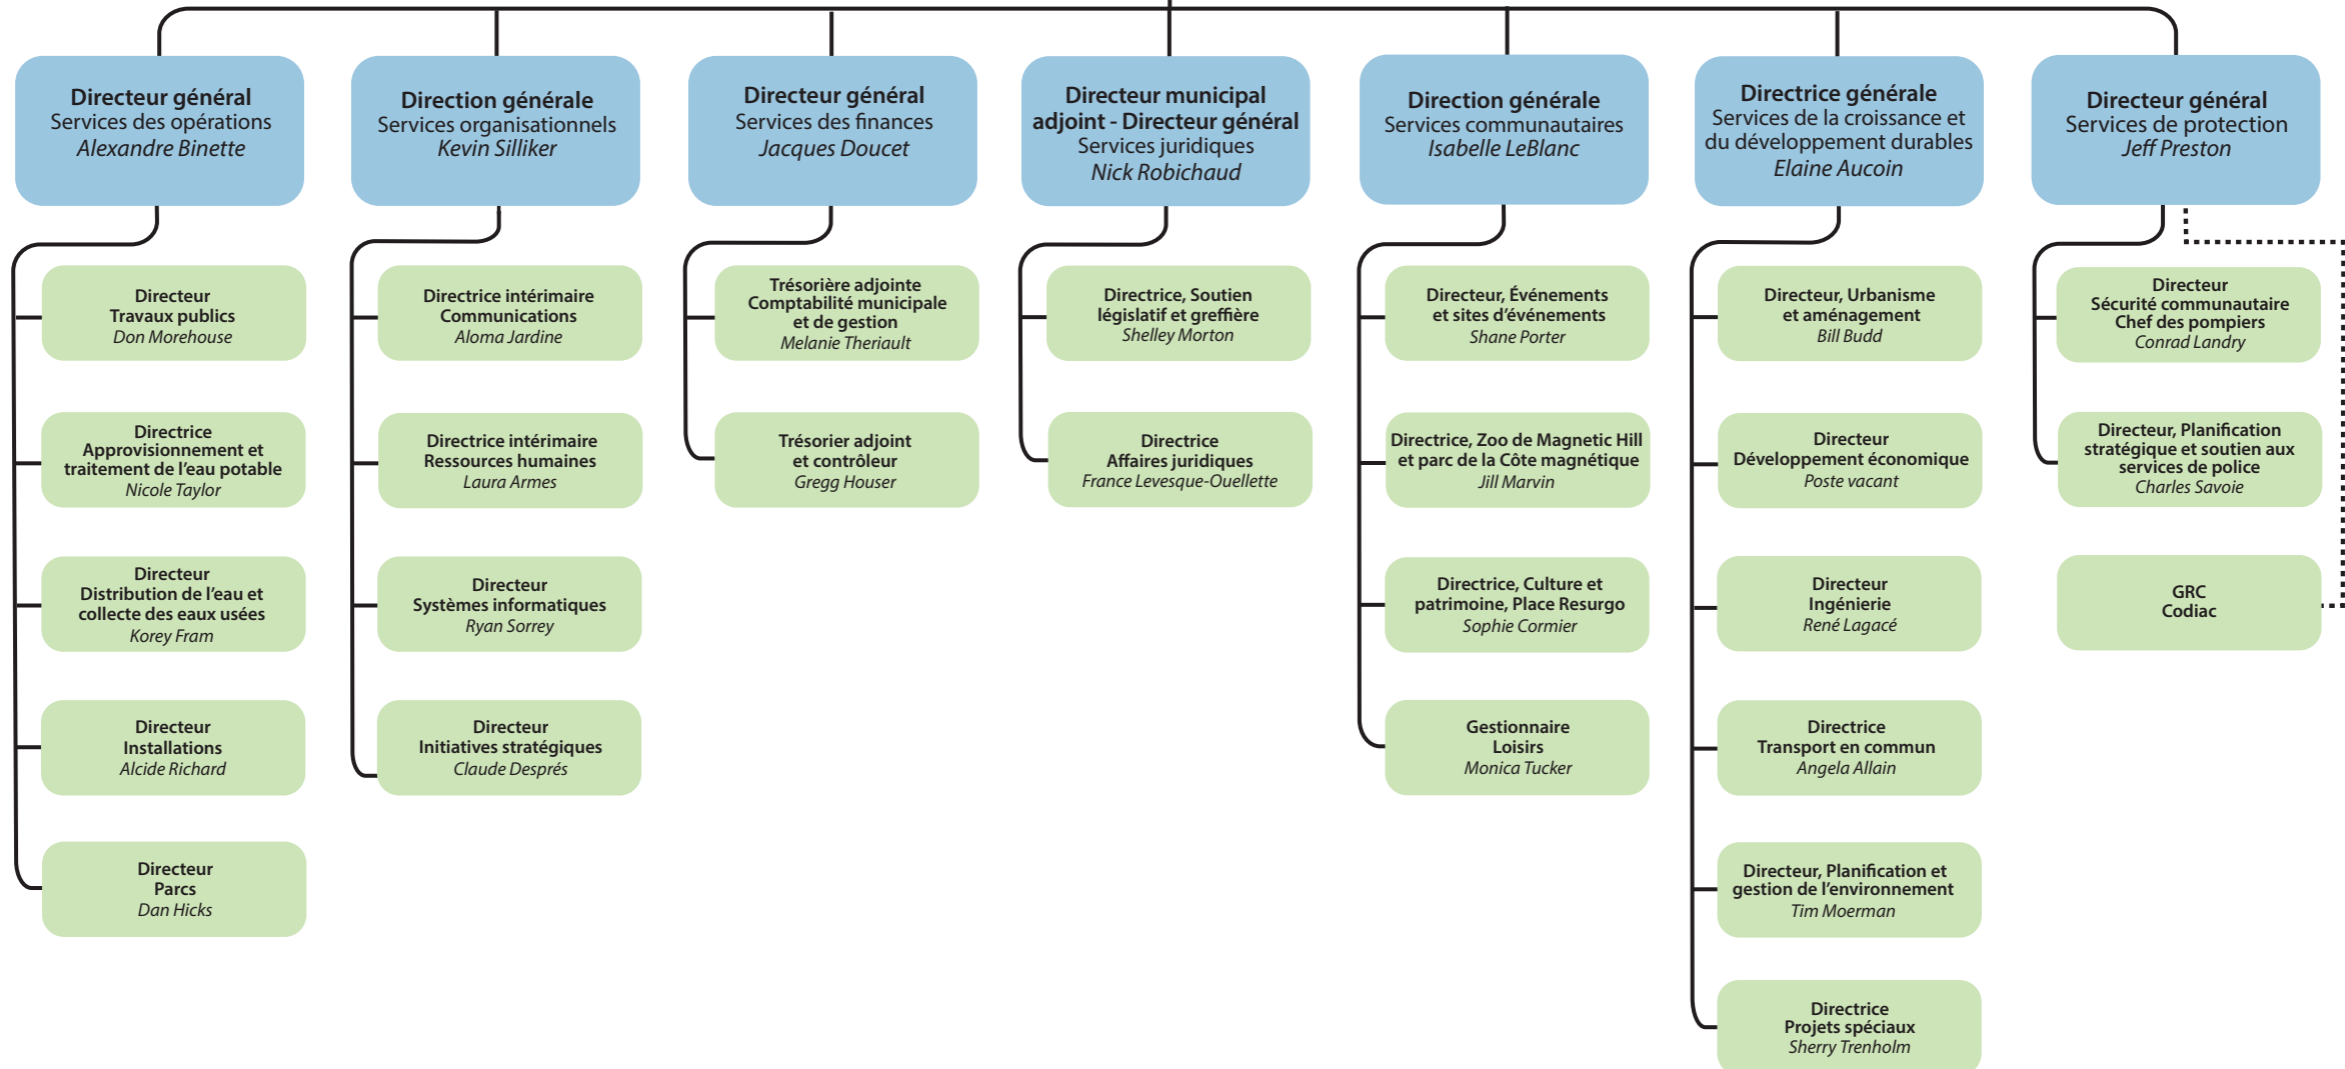 Directeur général
Services des opérations
Alexandre Binette
Direction générale
Services organisationnels
Kevin Silliker
Directeur général
Services des finances
Jacques Doucet
Directeur municipal
adjoint - Directeur général
Services juridiques
Nick Robichaud
Direction générale
Services communautaires
Isabelle LeBlanc
Directrice générale
Services de la croissance et
du développement durables
Elaine Aucoin
Directeur général
Services de protection
Jeff Preston
Directeur
Travaux publics
Don Morehouse
Directrice
Approvisionnement et
traitement de l'eau potable
Nicole Taylor
Directeur
Distribution de l'eau et
collecte des eaux usées
Korey Fram
Directeur
Installations
Alcide Richard
Directeur
Parcs
Dan Hicks
Directrice intérimaire
Communications
Aloma Jardine
Directrice intérimaire
Ressources humaines
Laura Armes
Directeur
Systèmes informatiques
Ryan Sorrey
Directeur
Initiatives stratégiques
Claude Després
Trésorière adjointe
Comptabilité municipale
et de gestion
Melanie Theriault
Trésorier adjoint
et contrôleur
Gregg Houser
Directrice, Soutien
législatif et greffière
Shelley Morton
Directrice
Affaires juridiques
France Levesque-Ouellette
Directeur, Événements
et sites d'événements
Shane Porter
Directrice, Zoo de Magnetic Hill
et parc de la Côte magnétique
Jill Marvin
Directrice, Culture et
patrimoine, Place Resurgo
Sophie Cormier
Gestionnaire
Loisirs
Monica Tucker
Directeur, Urbanisme
et aménagement
Bill Budd
Directeur
Développement économique
Poste vacant
Directeur
Ingénierie
René Lagacé
Directrice
Transport en commun
Angela Allain
Directeur, Planification et
gestion de l'environnement
Tim Moerman
Directrice
Projets spéciaux
Sherry Trenholm
Directeur
Sécurité communautaire
Chef des pompiers
Conrad Landry
Directeur, Planification
stratégique et soutien aux
services de police
Charles Savoie
GRC
Codiac